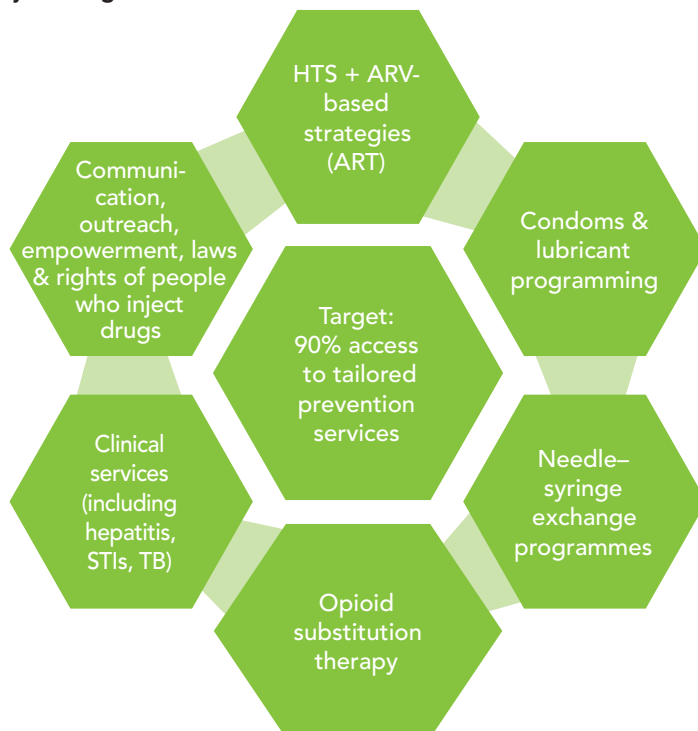 HTS + ARV-
based
strategies
(ART)
Condoms &
lubricant
programming
Needle–
syringe
exchange
programmes
Opioid
substitution
therapy
Clinical
services
(including
hepatitis,
STIs, TB)
Communi-
cation,
outreach,
empowerment, laws
& rights of people
who inject
drugs
Target:
90% access
to tailored
prevention
services